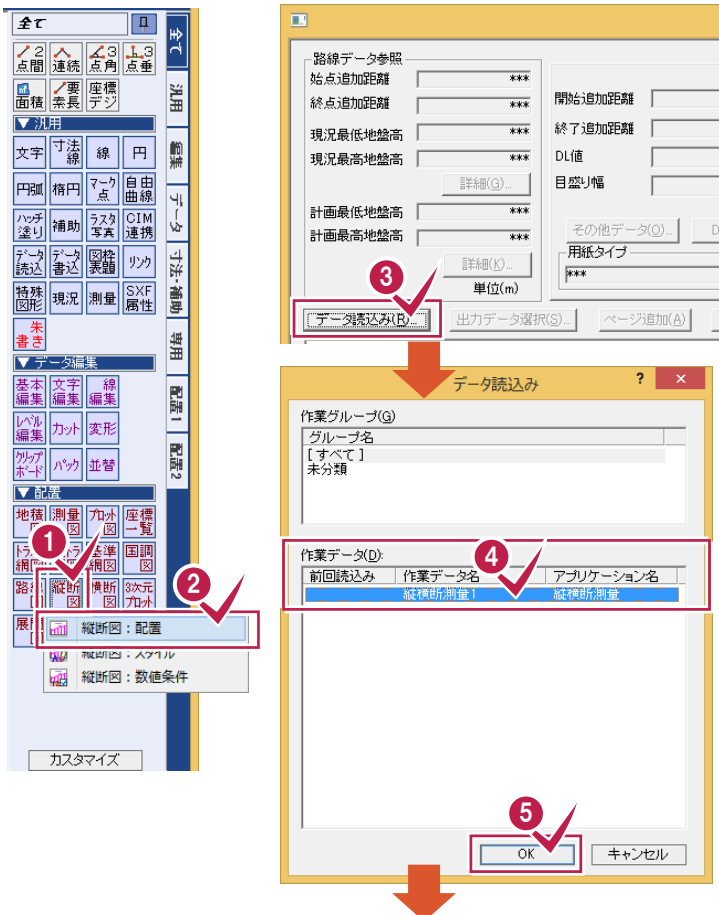 全て
全て
2
点間
連続
3
点角
3
点垂
面積
要素長
座標デジ
汎用
▼ 汎用
文字
寸法線
線
円
編集
円弧
楕円
マーク点
自由曲線
データ
ハッチ塗り
補助
ラスタ写真
CIM連携
データ読込
データ書込
図枠表題
リンク
寸法・補助
特殊図形
現況
測量
SXF属性
朱書き
専用
▼ データ編集
基本編集
文字編集
線編集
配置1
レベル編集
カット
変形
クリップボード
パック
並替
配置2
▼ 配置
地積
測量図
プロット図
座標一覧
1
基準網図
国調図
路線
縦断図
横断図
3次元プロット
2
展開
縦断図：配置
縦断図：スタイル
縦断図：数値条件
カスタマイズ
路線データ参照
始点追加距離
***
終点追加距離
***
現況最低地盤高
***
現況最高地盤高
***
詳細(G)...
計画最低地盤高
***
計画最高地盤高
***
詳細(K)...
単位(m)
開始追加距離
終了追加距離
DL値
目盛り幅
その他データ(O)...
D
用紙タイプ
***
3
データ読込み(R)...
出力データ選択(S)...
ページ追加(A)
データ読込み
?
×
作業グループ(G)
グループ名
[すべて]
未分類
作業データ(D):
4
前回読込み
作業データ名
アプリケーション名
縦横断測量1
縦横断測量
5
OK
キャンセル